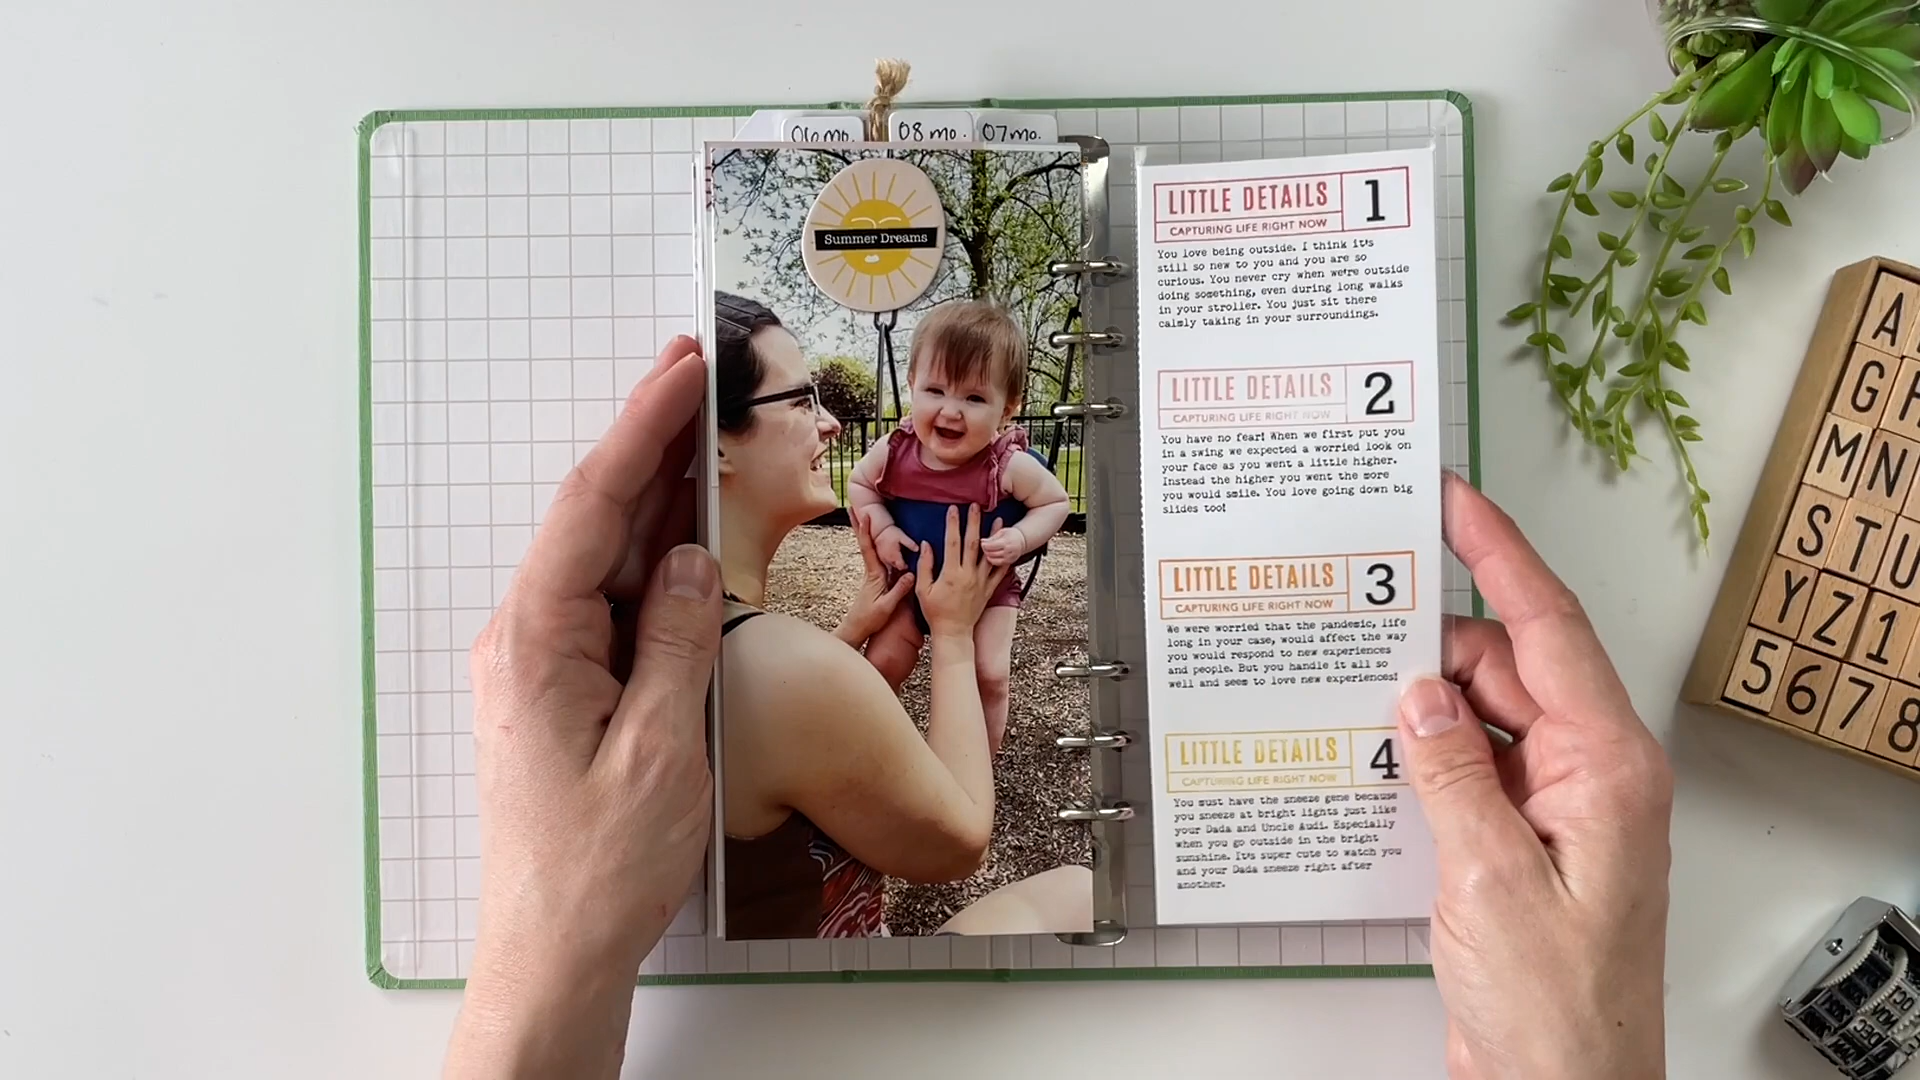 06 mo.
08 mo.
07 mo.
Summer Dreams
LITTLE DETAILS 1
CAPTURING LIFE RIGHT NOW
You love being outside. I think it's
still so new to you and you are so
curious. You never cry when we're outside
doing something, even during long walks
in your stroller. You just sit there
calmly taking in your surroundings.
LITTLE DETAILS 2
CAPTURING LIFE RIGHT NOW
You have no fear! When we first put you
in a swing we expected a worried look on
your face as you went a little higher.
Instead the higher you went the more
you would smile. You love going down big
slides too!
LITTLE DETAILS 3
CAPTURING LIFE RIGHT NOW
We were worried that the pandemic, life
long in your case, would affect the way
you would respond to new experiences
and people. But you handle it all so
well and seem to love new experiences!
LITTLE DETAILS 4
CAPTURING LIFE RIGHT NOW
You must have the sneeze gene because
you sneeze at bright lights just like
your Dada and Uncle Audi. Especially
when you go outside in the bright
sunshine. It's super cute to watch you
and your Dada sneeze right after
another.
A
G
M N
S T U
Y Z 1
5 6 7 8
OCT
NOV
DEC